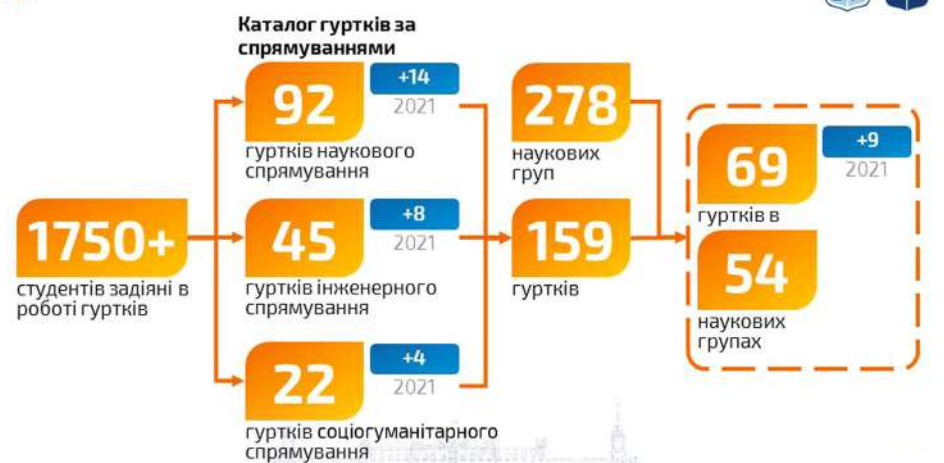 Каталог гуртків за
спрямуваннями
92
+14
2021
гуртків наукового
спрямування
278
наукових
груп
69
+9
2021
гуртків в
1750+
студентів задіяні в
роботі гуртків
45
+8
2021
гуртків інженерного
спрямування
159
гуртків
54
наукових
групах
22
+4
2021
гуртків соціогуманітарного
спрямування